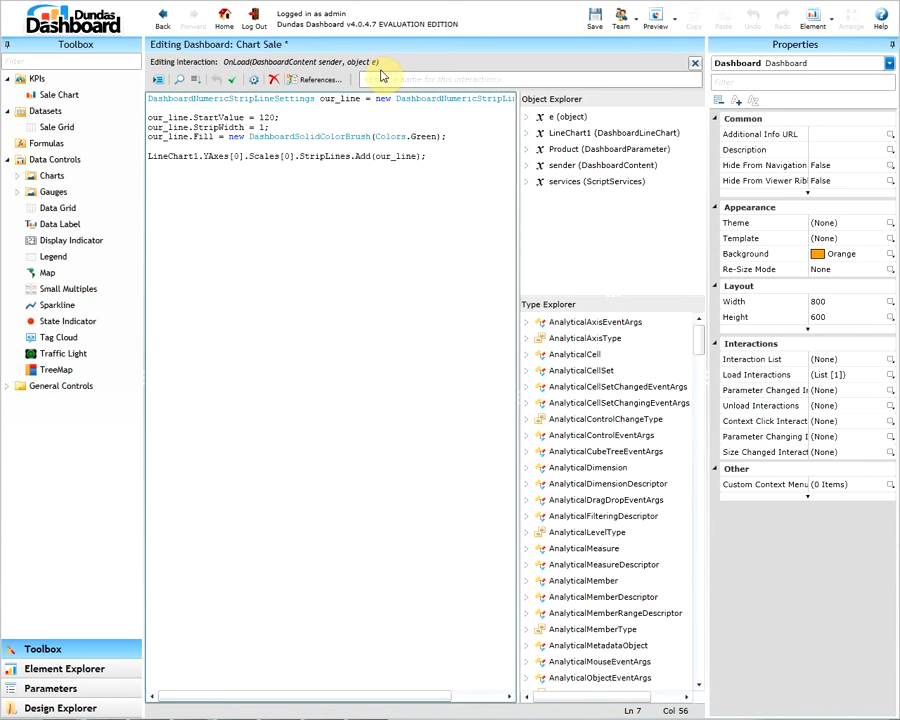 Dundas
Dashboard
Back
Forward
Home
Log Out
Logged in as admin
Dundas Dashboard v4.0.4.7 EVALUATION EDITION
Save
Team
Preview
Copy
Paste
Undo
Redo
Arrange
Element
Help
Toolbox
Editing Dashboard: Chart Sale *
Properties
Filter
Editing Interaction: OnLoad(DashboardContent sender, object e)
Dashboard Dashboard
Filter
KPIs
Sale Chart
Datasets
Sale Grid
Formulas
Data Controls
Charts
Gauges
Data Grid
Data Label
Display Indicator
Legend
Map
Small Multiples
Sparkline
State Indicator
Tag Cloud
Traffic Light
TreeMap
General Controls
Toolbox
Element Explorer
Parameters
Design Explorer
References...
name for this interaction>
DashboardNumericStripLineSettings our_line = new DashboardNumericStripLi
our_line.StartValue = 120;
our_line.StripWidth = 1;
our_line.Fill = new DashboardSolidColorBrush(Colors.Green);
LineChart1.YAxes[0].Scales[0].StripLines.Add(our_line);
Object Explorer
e (object)
LineChart1 (DashboardLineChart)
Product (DashboardParameter)
sender (DashboardContent)
services (ScriptServices)
Type Explorer
AnalyticalAxisEventArgs
AnalyticalAxisType
AnalyticalCell
AnalyticalCellSet
AnalyticalCellSetChangedEventArgs
AnalyticalCellSetChangingEventArgs
AnalyticalControlChangeType
AnalyticalControlEventArgs
AnalyticalCubeTreeEventArgs
AnalyticalDimension
AnalyticalDimensionDescriptor
AnalyticalDragDropEventArgs
AnalyticalFilteringDescriptor
AnalyticalLevelType
AnalyticalMeasure
AnalyticalMeasureDescriptor
AnalyticalMember
AnalyticalMemberDescriptor
AnalyticalMemberRangeDescriptor
AnalyticalMemberType
AnalyticalMetadataObject
AnalyticalMouseEventArgs
AnalyticalObjectEventArgs
Ln 7 Col 56
Common
Additional Info URL
Description
Hide From Navigation False
Hide From Viewer Rib False
Appearance
Theme (None)
Template (None)
Background Orange
Re-Size Mode None
Layout
Width 800
Height 600
Interactions
Interaction List (None)
Load Interactions (List [1])
Parameter Changed In (None)
Unload Interactions (None)
Context Click Interact (None)
Parameter Changing I (None)
Size Changed Interact (None)
Other
Custom Context Menu (0 Items)